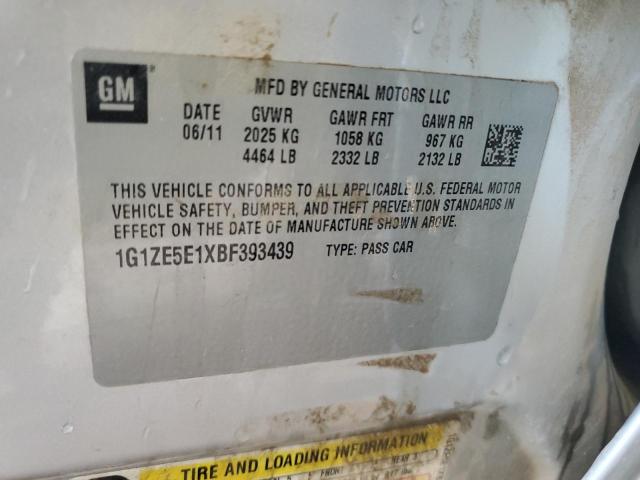 GM
MFD BY GENERAL MOTORS LLC
DATE GVWR GAWR FRT GAWR RR
06/11 2025 KG 1058 KG 967 KG
4464 LB 2332 LB 2132 LB
THIS VEHICLE CONFORMS TO ALL APPLICABLE U.S. FEDERAL MOTOR
VEHICLE SAFETY, BUMPER, AND THEFT PREVENTION STANDARDS IN
EFFECT ON THE DATE OF MANUFACTURE SHOWN ABOVE.
1G1ZE5E1XBF393439 TYPE: PASS CAR
TIRE AND LOADING INFORMATION
FRONT